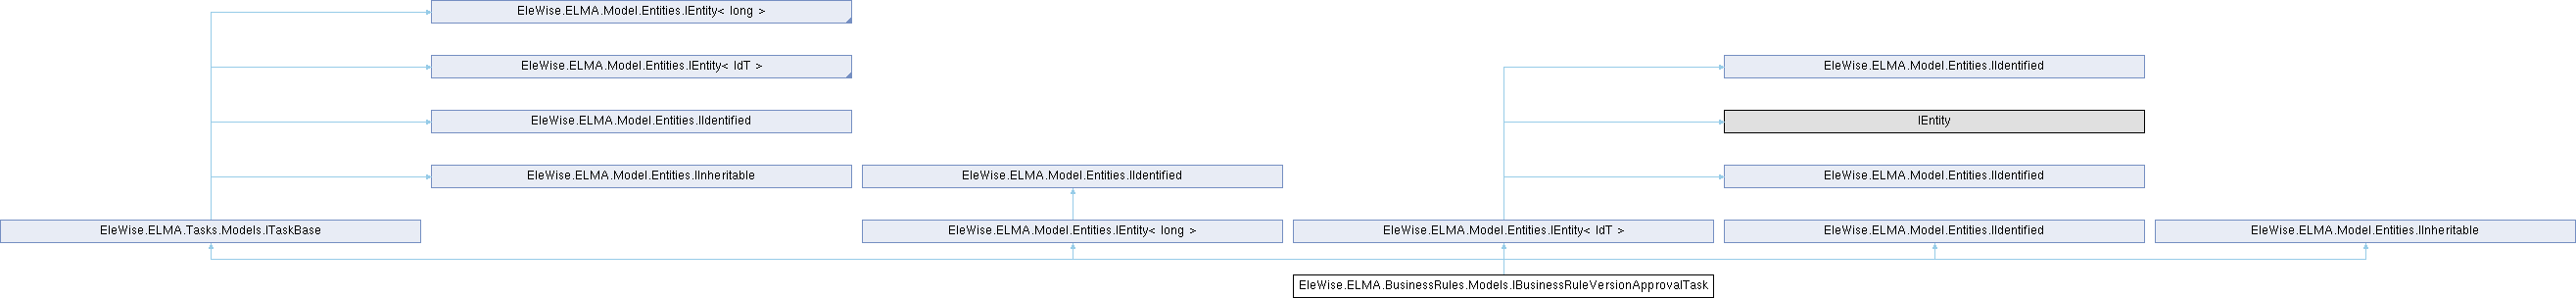 EleWise.ELMA.Model.Entities.IEntity< long >
EleWise.ELMA.Model.Entities.IEntity< IdT >
EleWise.ELMA.Model.Entities.IIdentified
EleWise.ELMA.Model.Entities.IIdentified
IEntity
EleWise.ELMA.Model.Entities.IInheritable
EleWise.ELMA.Model.Entities.IIdentified
EleWise.ELMA.Model.Entities.IIdentified
EleWise.ELMA.Tasks.Models.ITaskBase
EleWise.ELMA.Model.Entities.IEntity< long >
EleWise.ELMA.Model.Entities.IEntity< IdT >
EleWise.ELMA.Model.Entities.IIdentified
EleWise.ELMA.Model.Entities.IInheritable
EleWise.ELMA.BusinessRules.Models.IBusinessRuleVersionApprovalTask